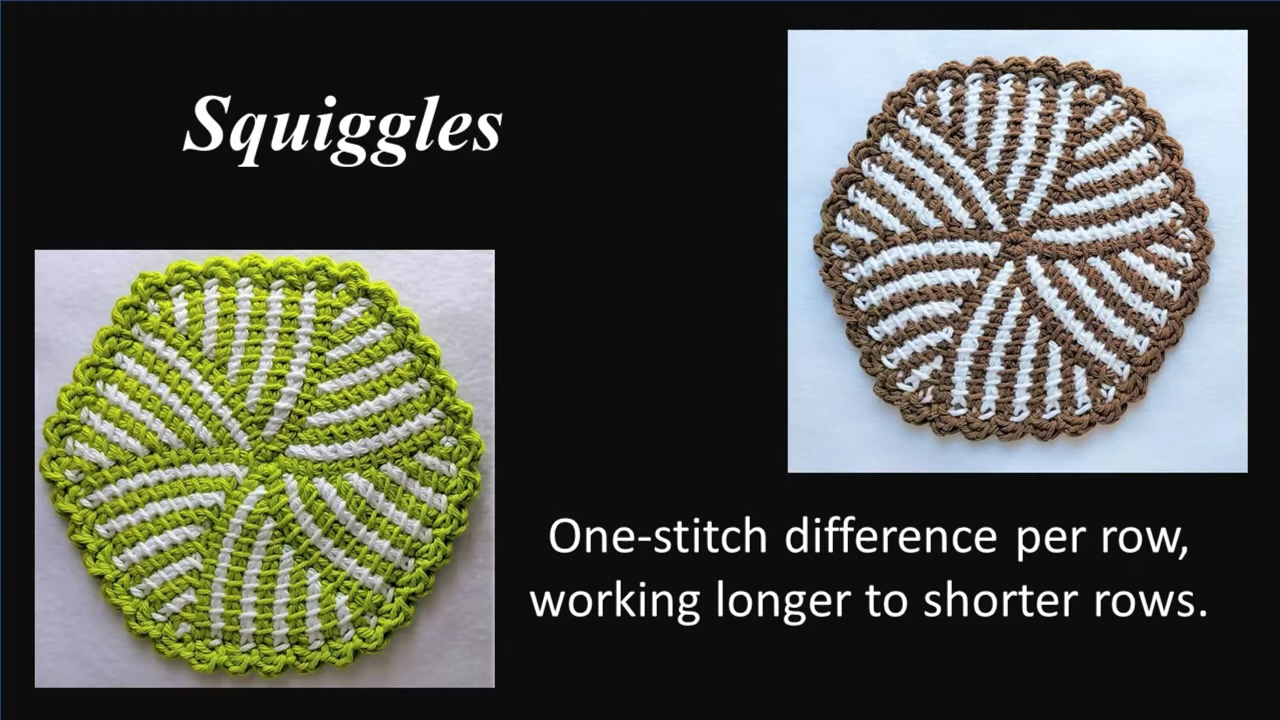 Squiggles
One-stitch difference per row,
working longer to shorter rows.